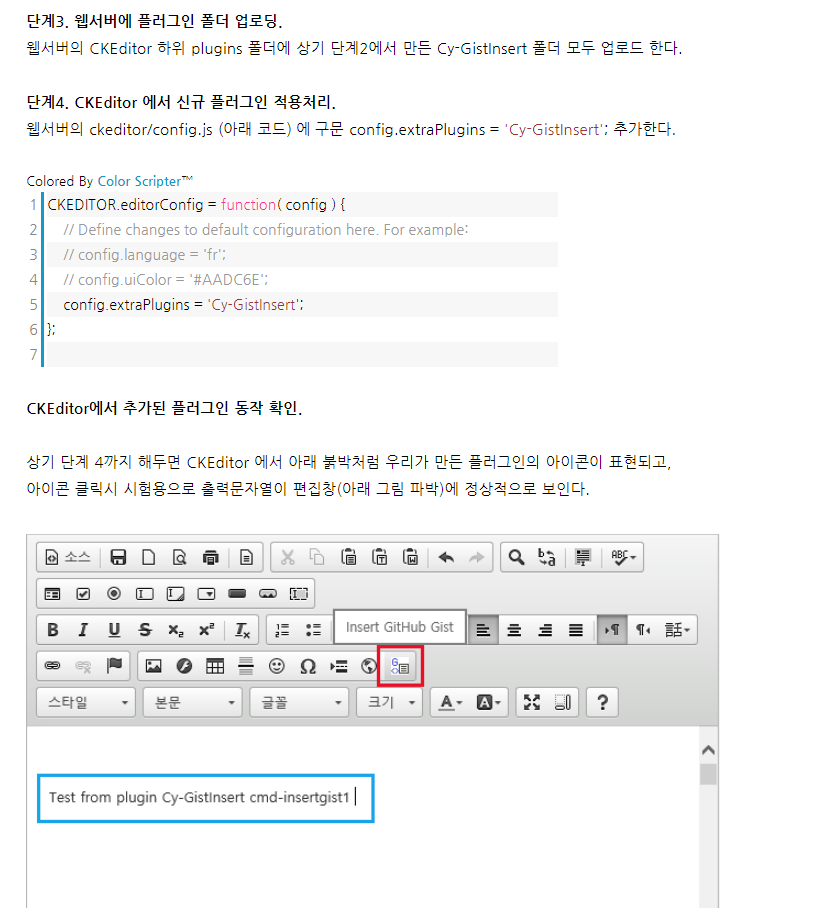 단계3. 웹서버에 플러그인 폴더 업로딩.
웹서버의 CKEditor 하위 plugins 폴더에 상기 단계2에서 만든 Cy-GistInsert 폴더 모두 업로드 한다.
단계4. CKEditor 에서 신규 플러그인 적용처리.
웹서버의 ckeditor/config.js (아래 코드) 에 구문 config.extraPlugins = 'Cy-GistInsert'; 추가한다.
Colored By Color Scripter™
1 CKEDITOR.editorConfig = function( config ) {
2 // Define changes to default configuration here. For example:
3 // config.language = 'fr';
4 // config.uiColor = '#AADC6E';
5 config.extraPlugins = 'Cy-GistInsert';
6 };
7
CKEditor에서 추가된 플러그인 동작 확인.
상기 단계 4까지 해두면 CKEditor 에서 아래 붉박처럼 우리가 만든 플러그인의 아이콘이 표현되고,
아이콘 클릭시 시험용으로 출력문자열이 편집창(아래 그림 파박)에 정상적으로 보인다.
소스 ABC
B I U S x₂ x² Iₓ Insert GitHub Gist 話
Ω G
스타일 본문 글꼴 크기 A A ?
Test from plugin Cy-GistInsert cmd-insertgist1